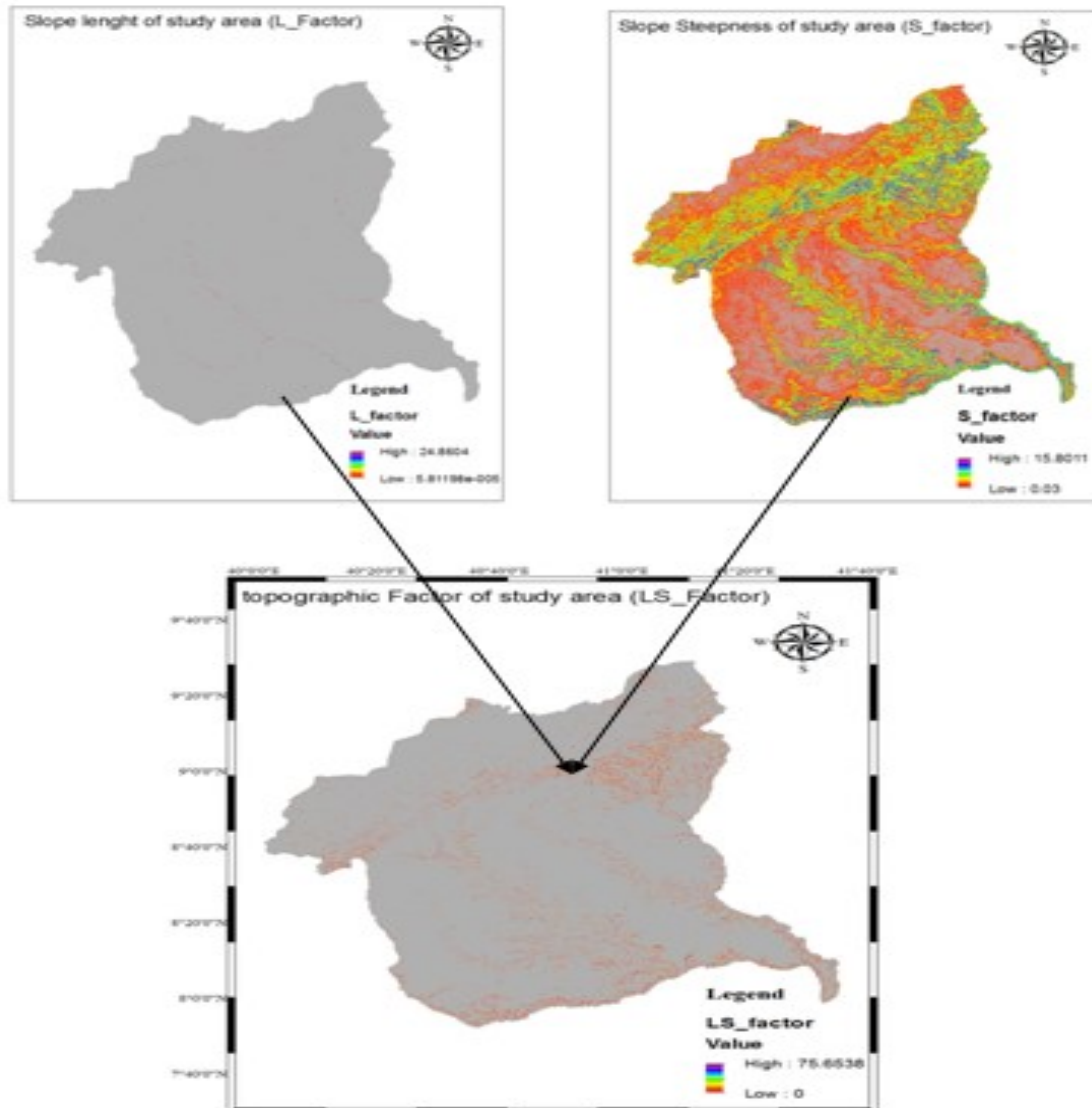 Slope lenght of study area (L_Factor)
N
W E
S
Legend
L_factor
Value
High : 24.8604
Low : 5.81198e-005
Slope Steepness of study area (S_factor)
N
W E
S
Legend
S_factor
Value
High : 15.8011
Low : 0.03
40°0'0"E 40°20'0"E 40°40'0"E 41°0'0"E 41°20'0"E 41°40'0"E
topographic Factor of study area (LS_Factor)
N
W E
S
9°40'0"N
9°20'0"N
9°0'0"N
8°40'0"N
8°20'0"N
8°0'0"N
7°40'0"N
Legend
LS_factor
Value
High : 75.6538
Low : 0